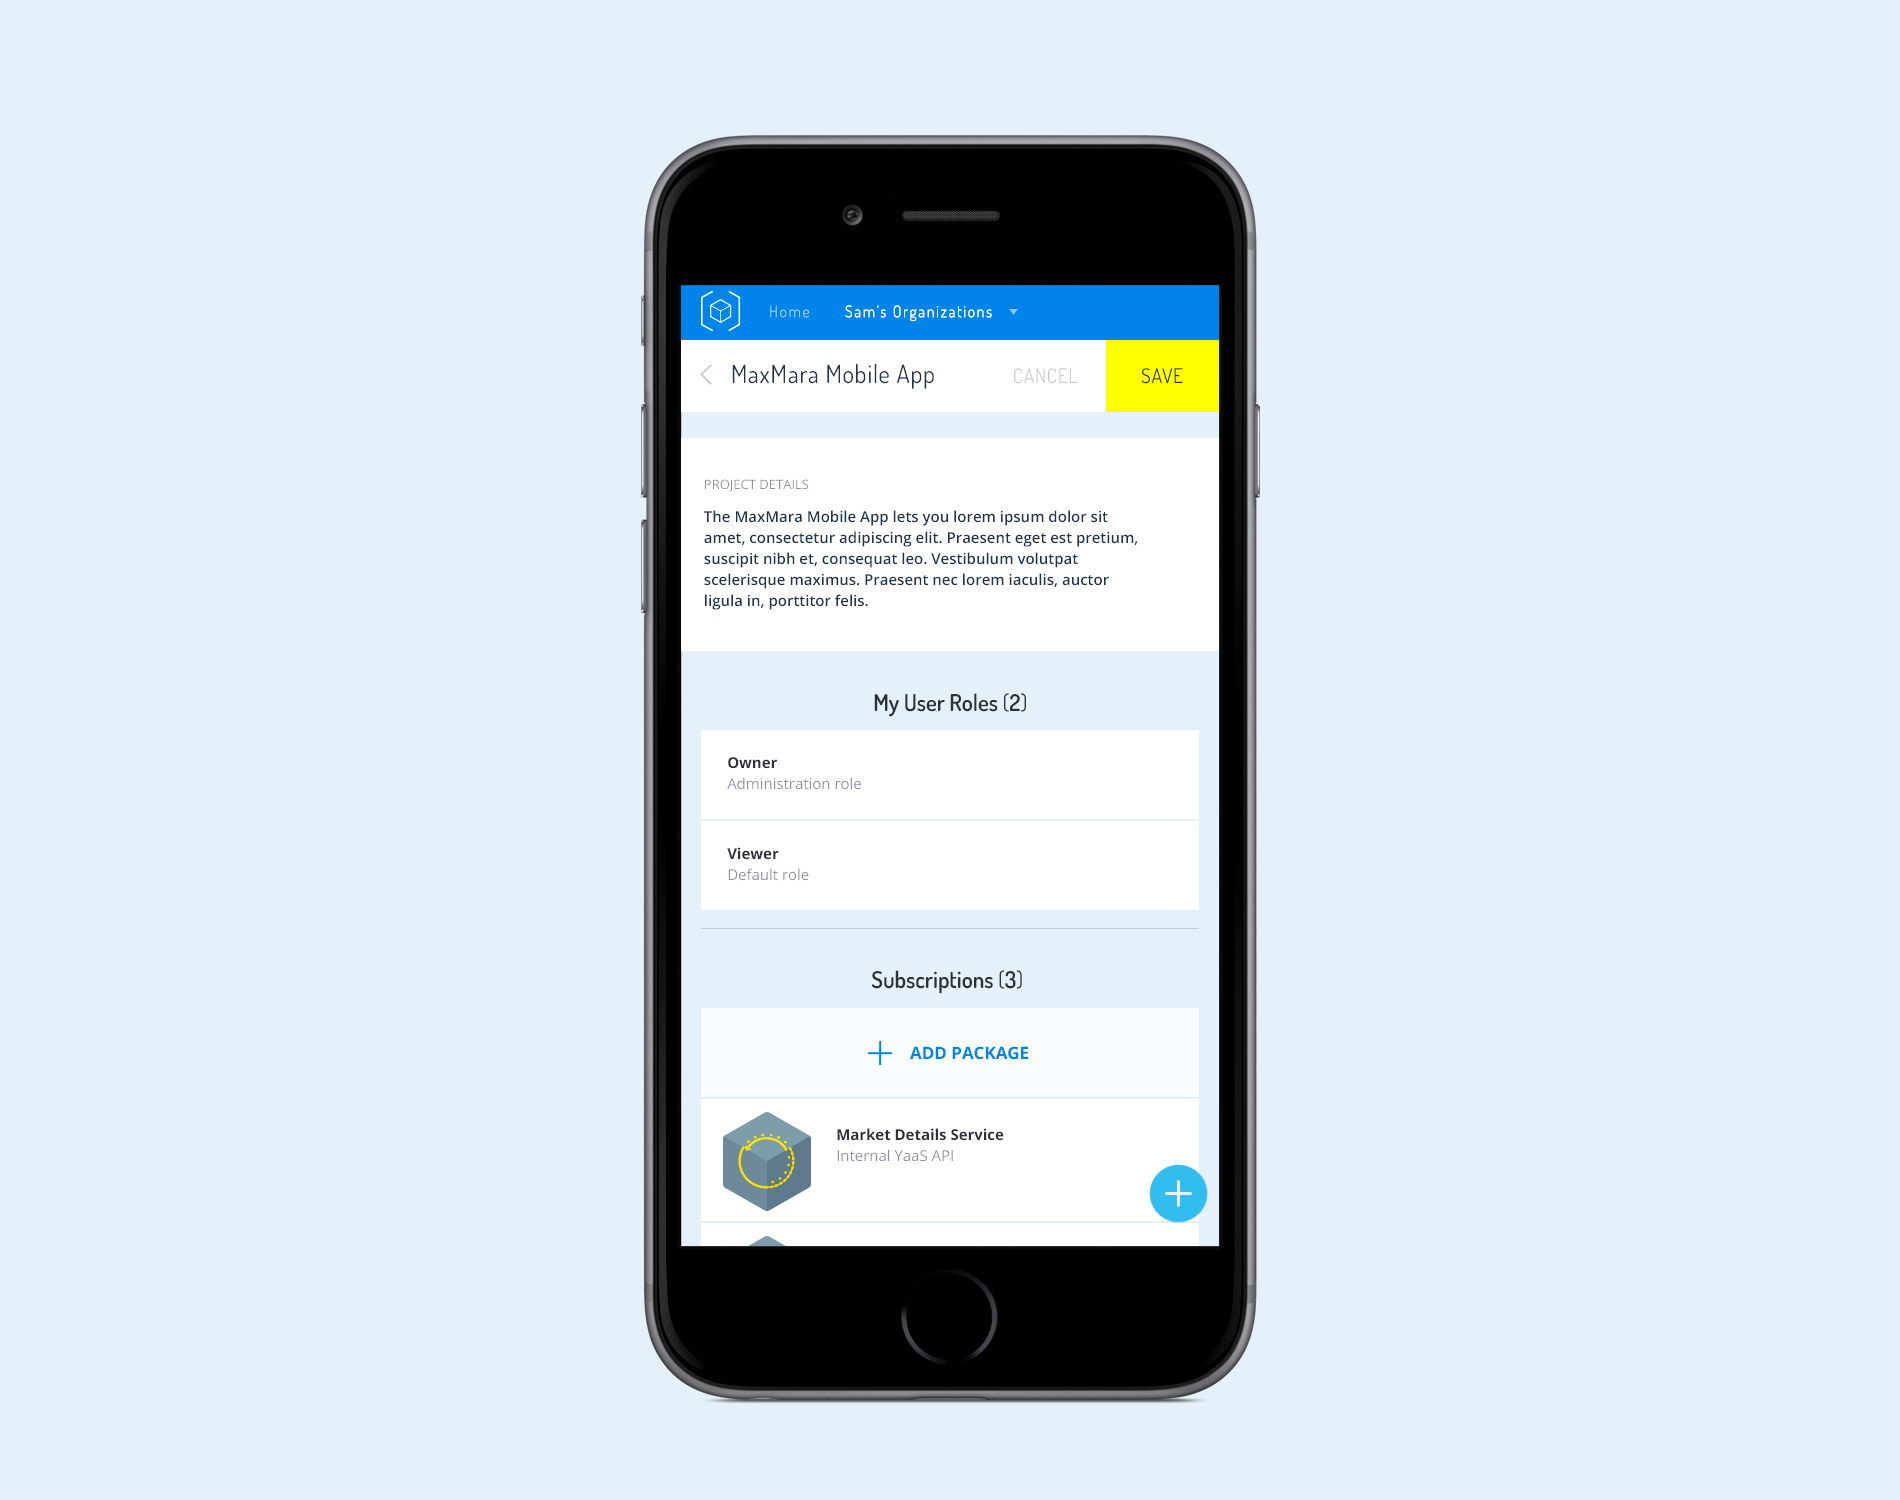 Home Sam's Organizations
MaxMara Mobile App CANCEL SAVE
PROJECT DETAILS
The MaxMara Mobile App lets you lorem ipsum dolor sit
amet, consectetur adipiscing elit. Praesent eget est pretium,
suscipit nibh et, consequat leo. Vestibulum volutpat
scelerisque maximus. Praesent nec lorem iaculis, auctor
ligula in, porttitor felis.
My User Roles (2)
Owner
Administration role
Viewer
Default role
Subscriptions (3)
ADD PACKAGE
Market Details Service
Internal YaaS API